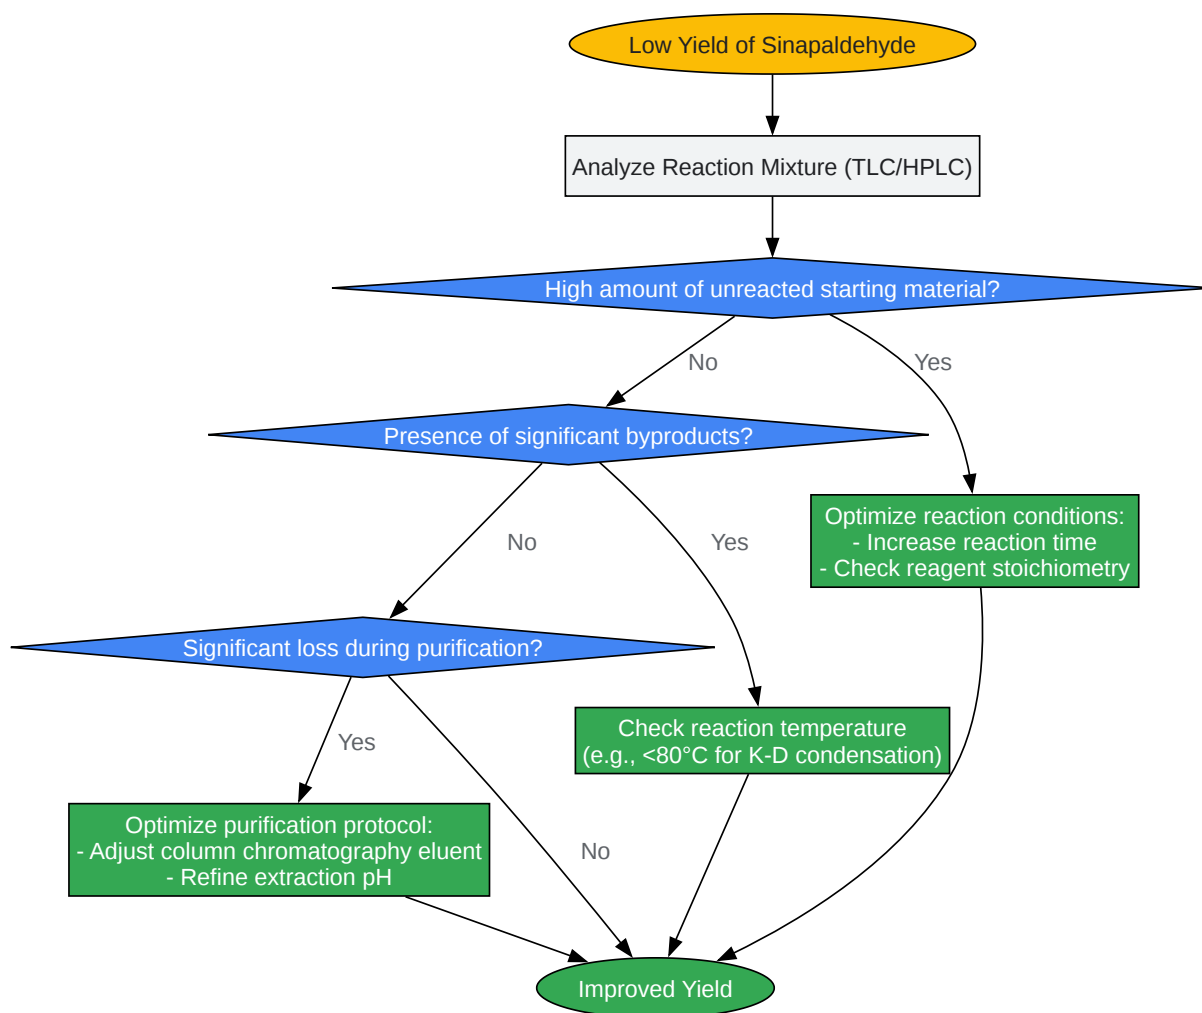 Low Yield of Sinapaldehyde
Analyze Reaction Mixture (TLC/HPLC)
High amount of unreacted starting material?
No
Yes
Presence of significant byproducts?
No
Yes
Optimize reaction conditions:
- Increase reaction time
- Check reagent stoichiometry
Significant loss during purification?
Yes
No
Check reaction temperature
(e.g., <80°C for K-D condensation)
Optimize purification protocol:
- Adjust column chromatography eluent
- Refine extraction pH
Improved Yield